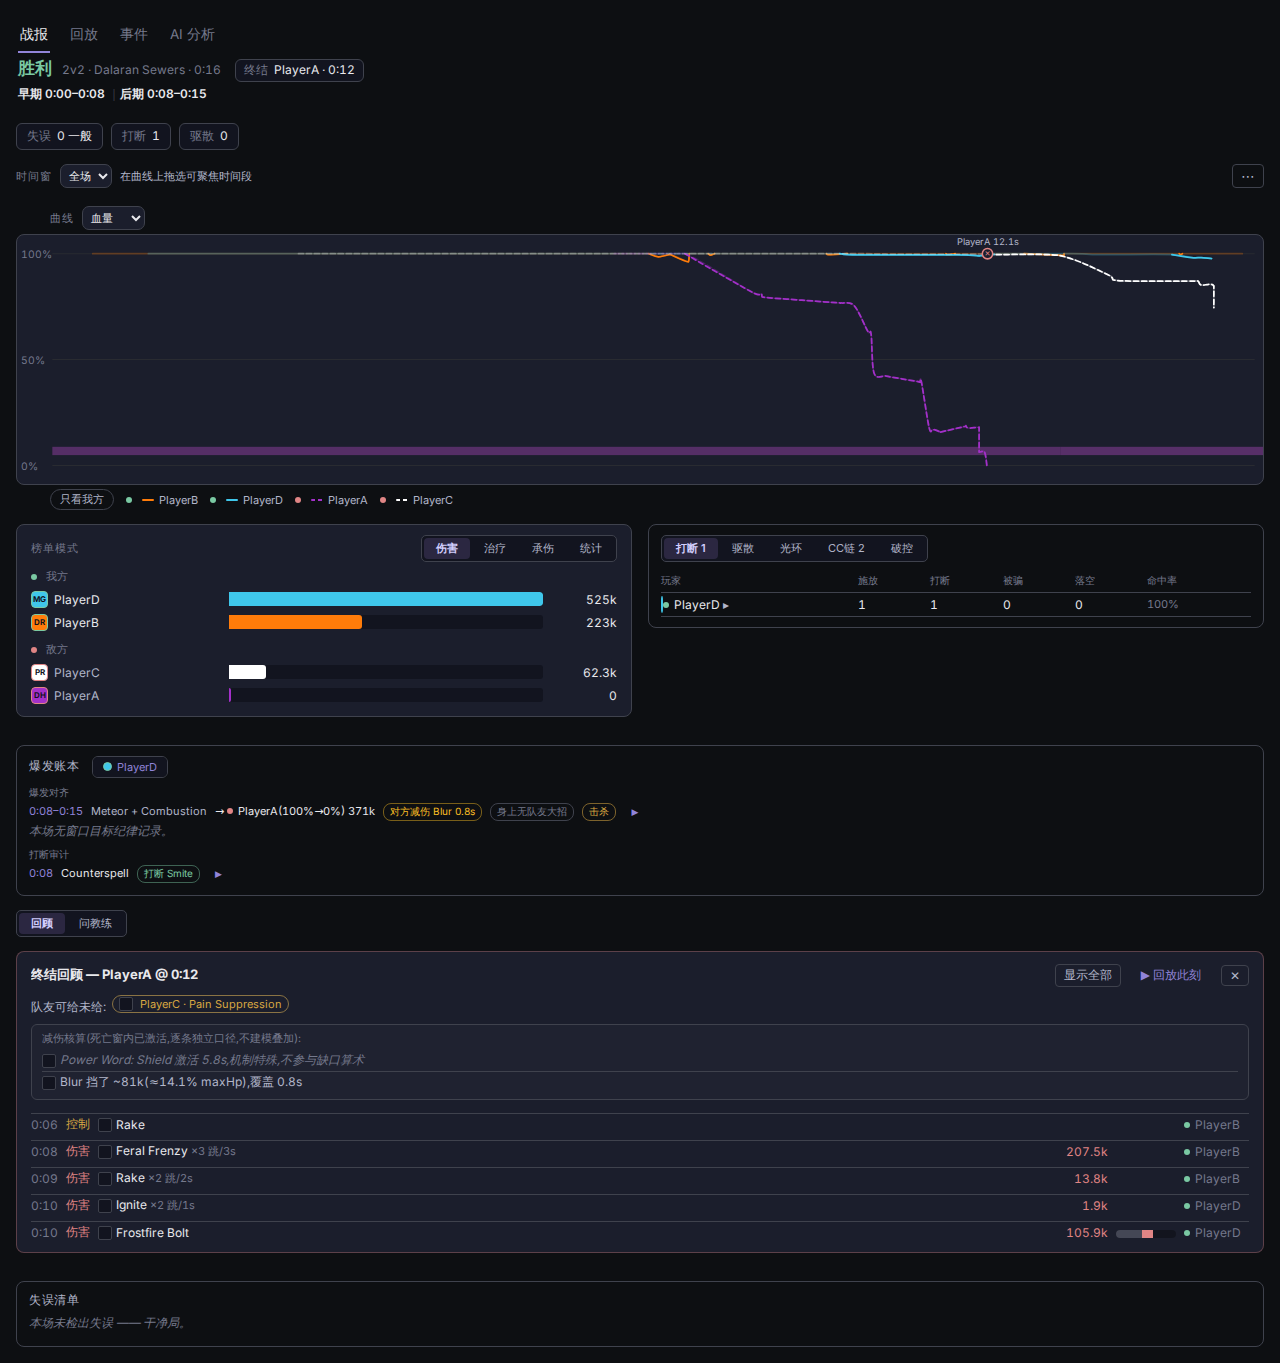 战报 回放 事件 AI 分析
胜利 2v2 · Dalaran Sewers · 0:16 终结 PlayerA · 0:12
早期 0:00–0:08 | 后期 0:08–0:15
失误 0 一般 打断 1 驱散 0
时间窗 全场 在曲线上拖选可聚焦时间段 ⋯
曲线 血量
PlayerA 12.1s
100%
50%
0%
只看我方 PlayerB PlayerD PlayerA PlayerC
榜单模式 伤害 治疗 承伤 统计
我方
MG PlayerD 525k
DR PlayerB 223k
敌方
PR PlayerC 62.3k
DH PlayerA 0
打断 1 驱散 光环 CC链 2 破控
玩家 施放 打断 被骗 落空 命中率
PlayerD ▸ 1 1 0 0 100%
爆发账本 PlayerD
爆发对齐
0:08–0:15 Meteor + Combustion → PlayerA(100%→0%) 371k 对方减伤 Blur 0.8s 身上无队友大招 击杀 ▶
本场无窗口目标纪律记录。
打断审计
0:08 Counterspell 打断 Smite ▶
回顾 问教练
终结回顾 — PlayerA @ 0:12 显示全部 ▶ 回放此刻 ✕
队友可给未给: PlayerC · Pain Suppression
减伤核算(死亡窗内已激活,逐条独立口径,不建模叠加):
Power Word: Shield 激活 5.8s,机制特殊,不参与缺口算术
Blur 挡了 ~81k(≈14.1% maxHp),覆盖 0.8s
0:06 控制 Rake PlayerB
0:08 伤害 Feral Frenzy ×3 跳/3s 207.5k PlayerB
0:09 伤害 Rake ×2 跳/2s 13.8k PlayerB
0:10 伤害 Ignite ×2 跳/1s 1.9k PlayerD
0:10 伤害 Frostfire Bolt 105.9k PlayerD
失误清单
本场未检出失误 —— 干净局。